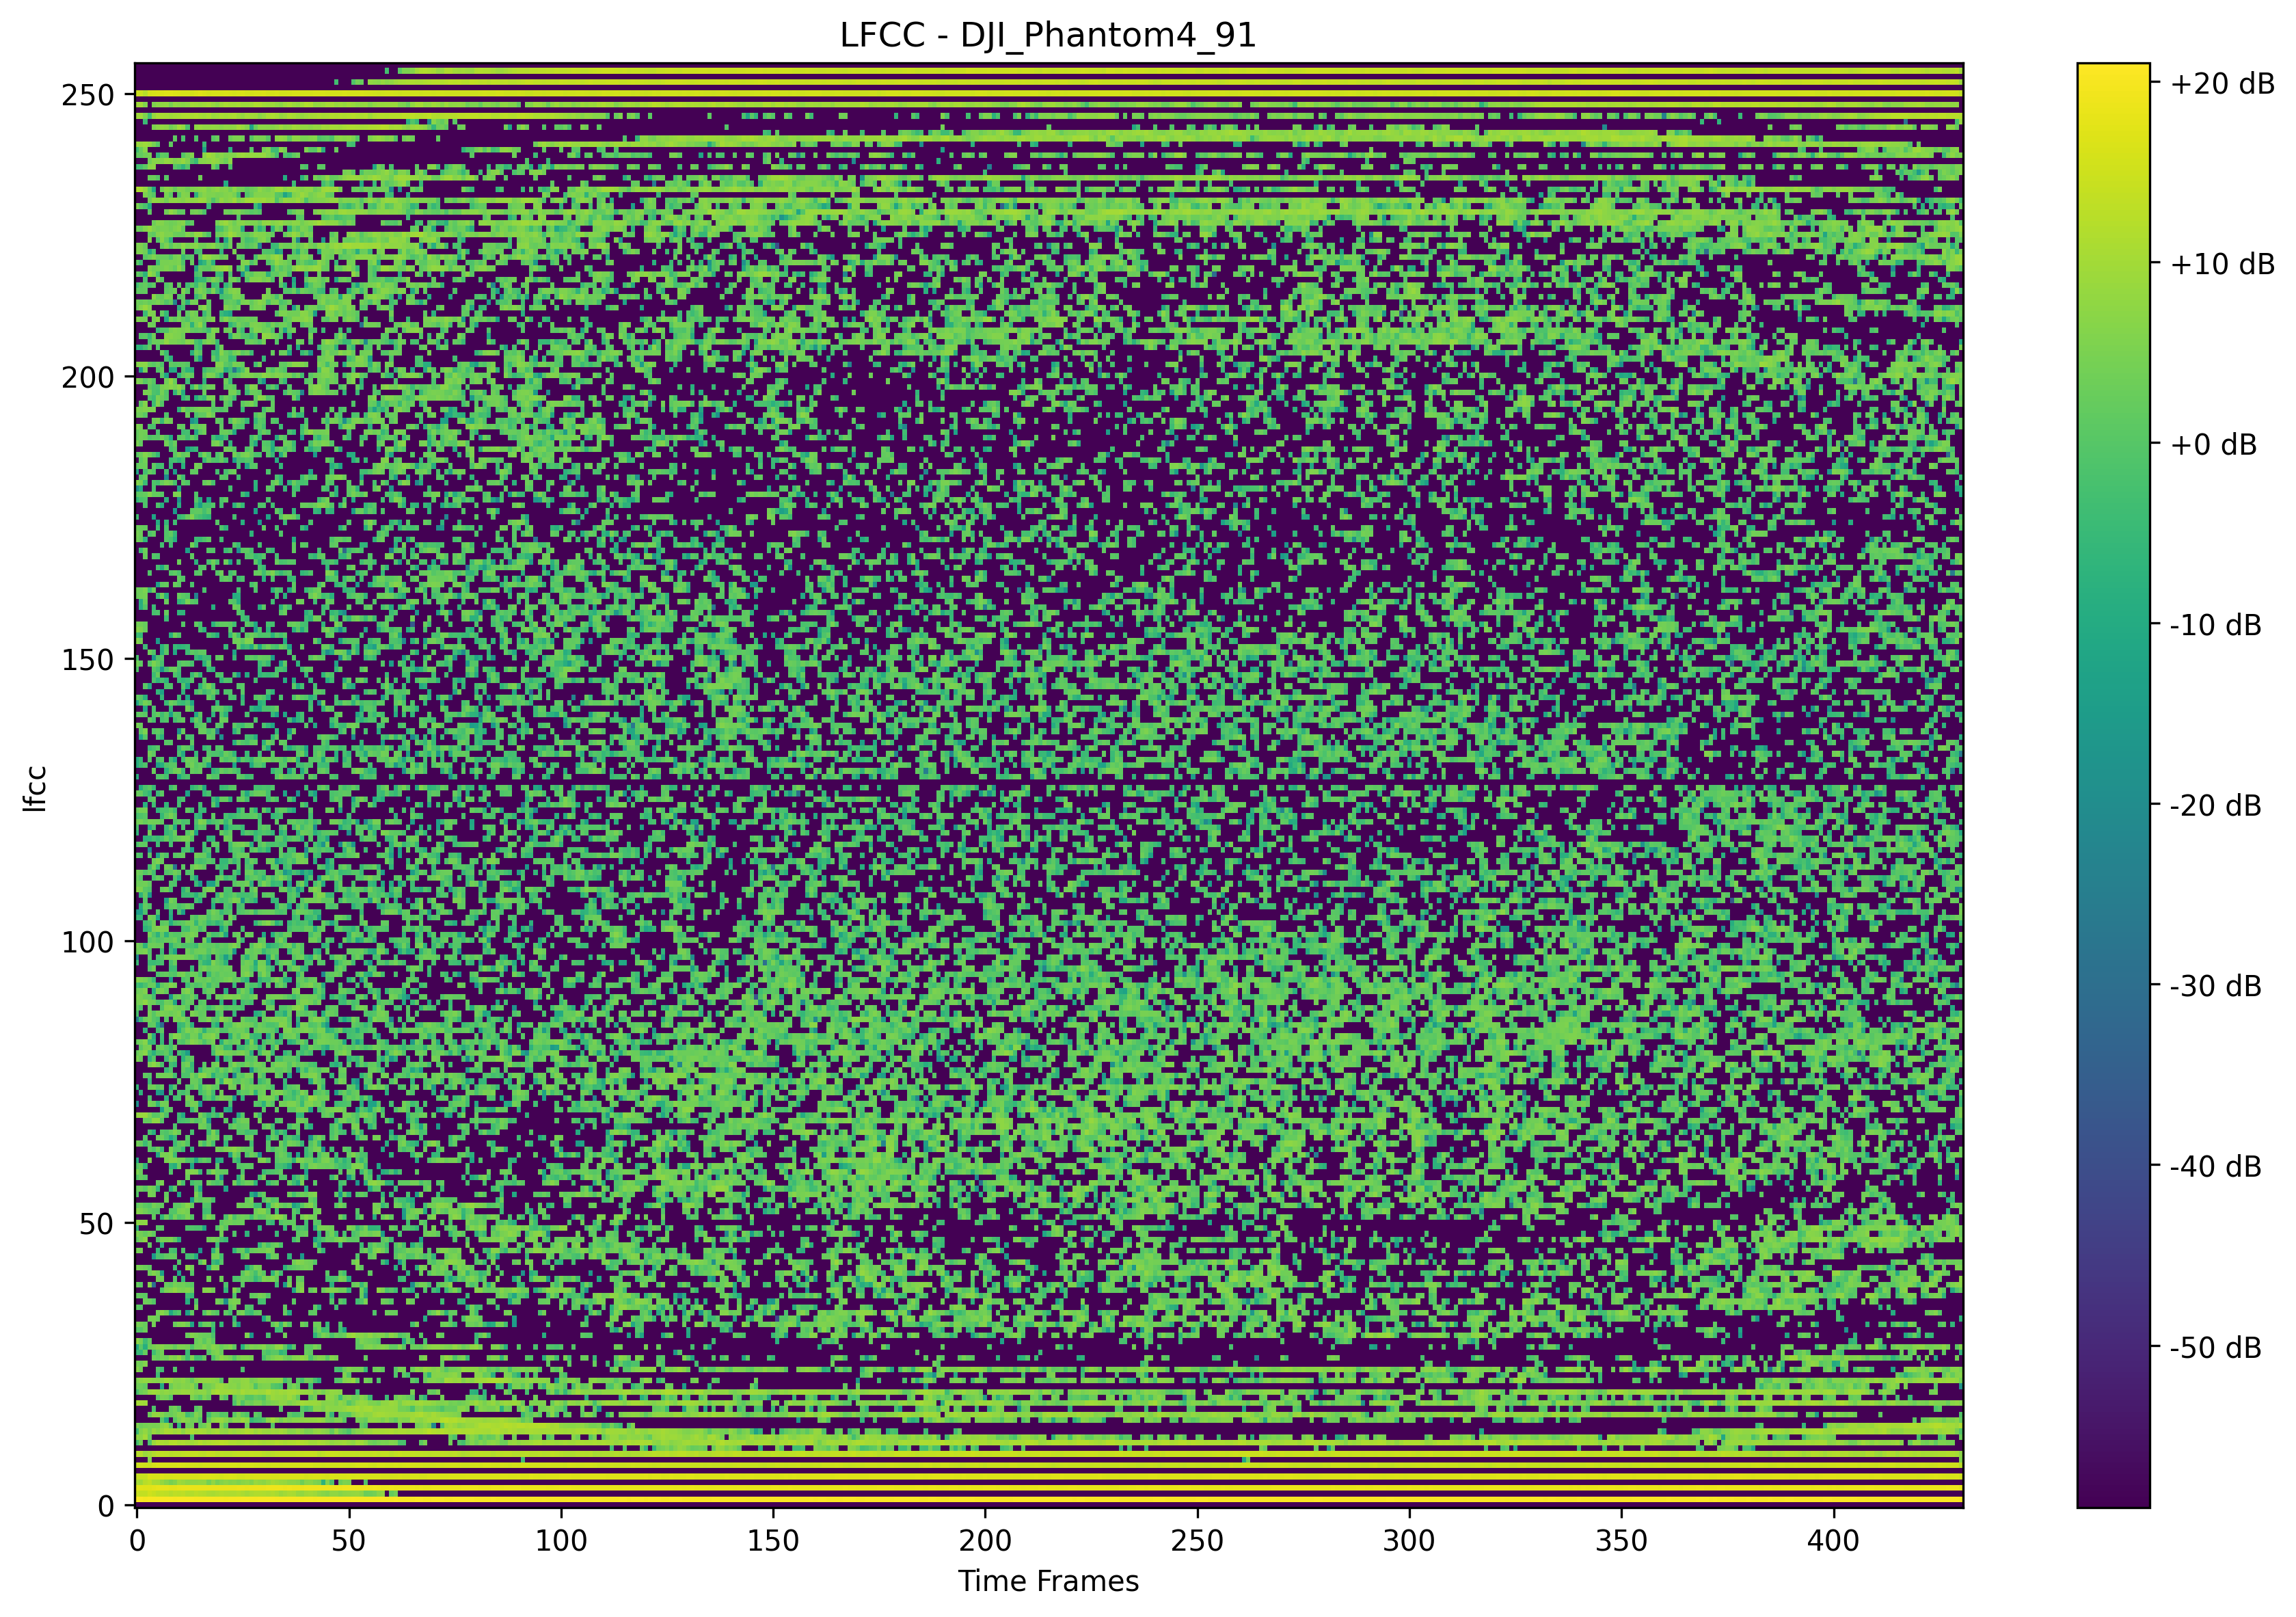 LFCC - DJI_Phantom4_91
250
200
150
100
50
0
lfcc
0 50 100 150 200 250 300 350 400
Time Frames
+20 dB
+10 dB
+0 dB
-10 dB
-20 dB
-30 dB
-40 dB
-50 dB